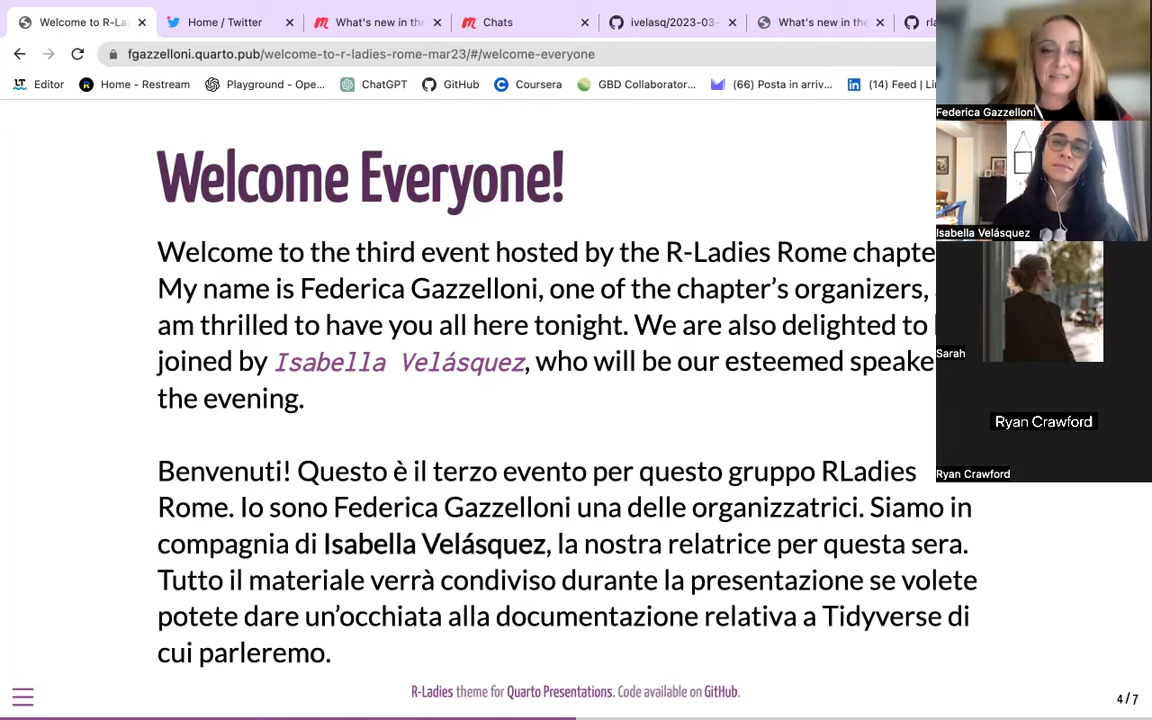 Welcome to R-La
Home / Twitter
What's new in the
Chats
ivelasq/2023-03-
What's new in the
rla
fgazzelloni.quarto.pub/welcome-to-r-ladies-rome-mar23/#/welcome-everyone
Editor
Home - Restream
Playground - Ope...
ChatGPT
GitHub
Coursera
GBD Collaborator...
(66) Posta in arriv...
(14) Feed | Lin
Federica Gazzelloni
Isabella Velásquez
Sarah
Ryan Crawford
Ryan Crawford
Welcome Everyone!
Welcome to the third event hosted by the R-Ladies Rome chapte
My name is Federica Gazzelloni, one of the chapter's organizers,
am thrilled to have you all here tonight. We are also delighted to
joined by Isabella Velásquez, who will be our esteemed speake
the evening.
Benvenuti! Questo è il terzo evento per questo gruppo RLadies
Rome. Io sono Federica Gazzelloni una delle organizzatrici. Siamo in
compagnia di Isabella Velásquez, la nostra relatrice per questa sera.
Tutto il materiale verrà condiviso durante la presentazione se volete
potete dare un'occhiata alla documentazione relativa a Tidyverse di
cui parleremo.
R-Ladies theme for Quarto Presentations. Code available on GitHub.
4 / 7